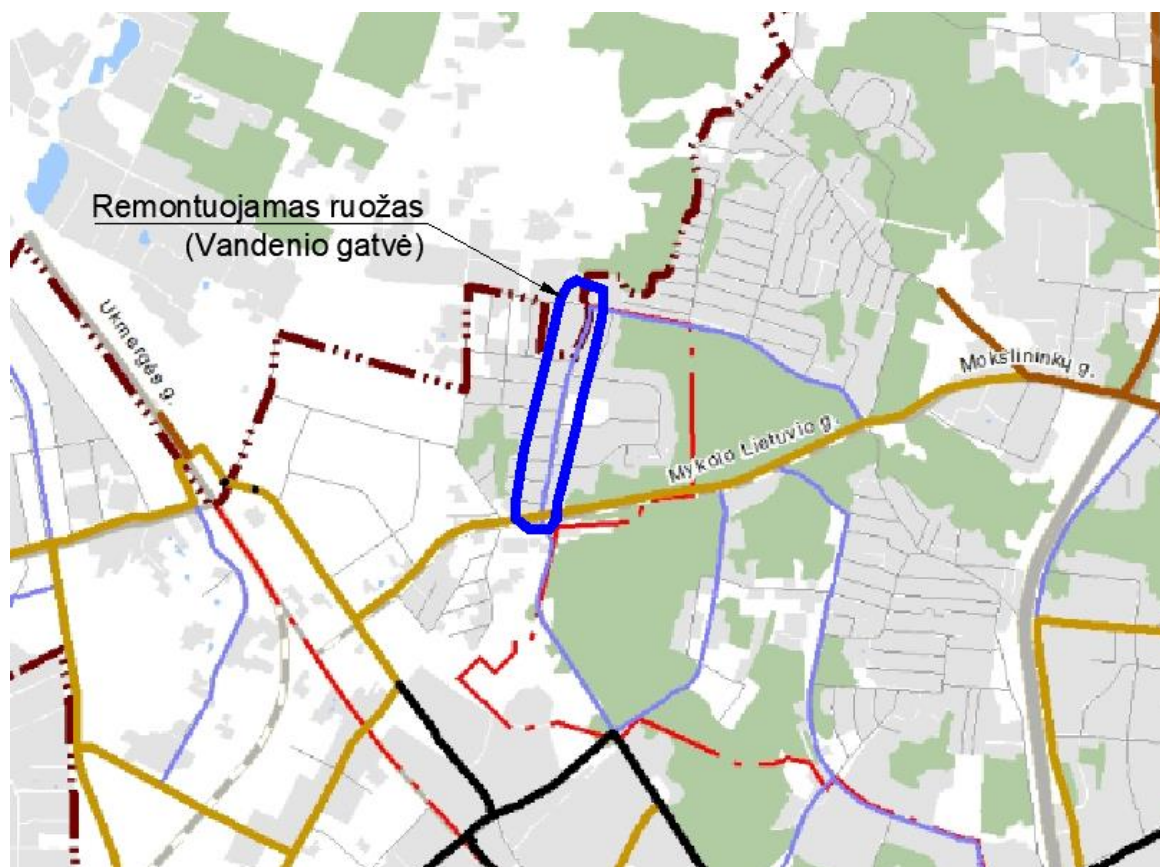 Remontuojamas ruožas
(Vandenio gatvė)
Ukmergės g.
Mokslininkų g.
Mykolo Lietuvio g.